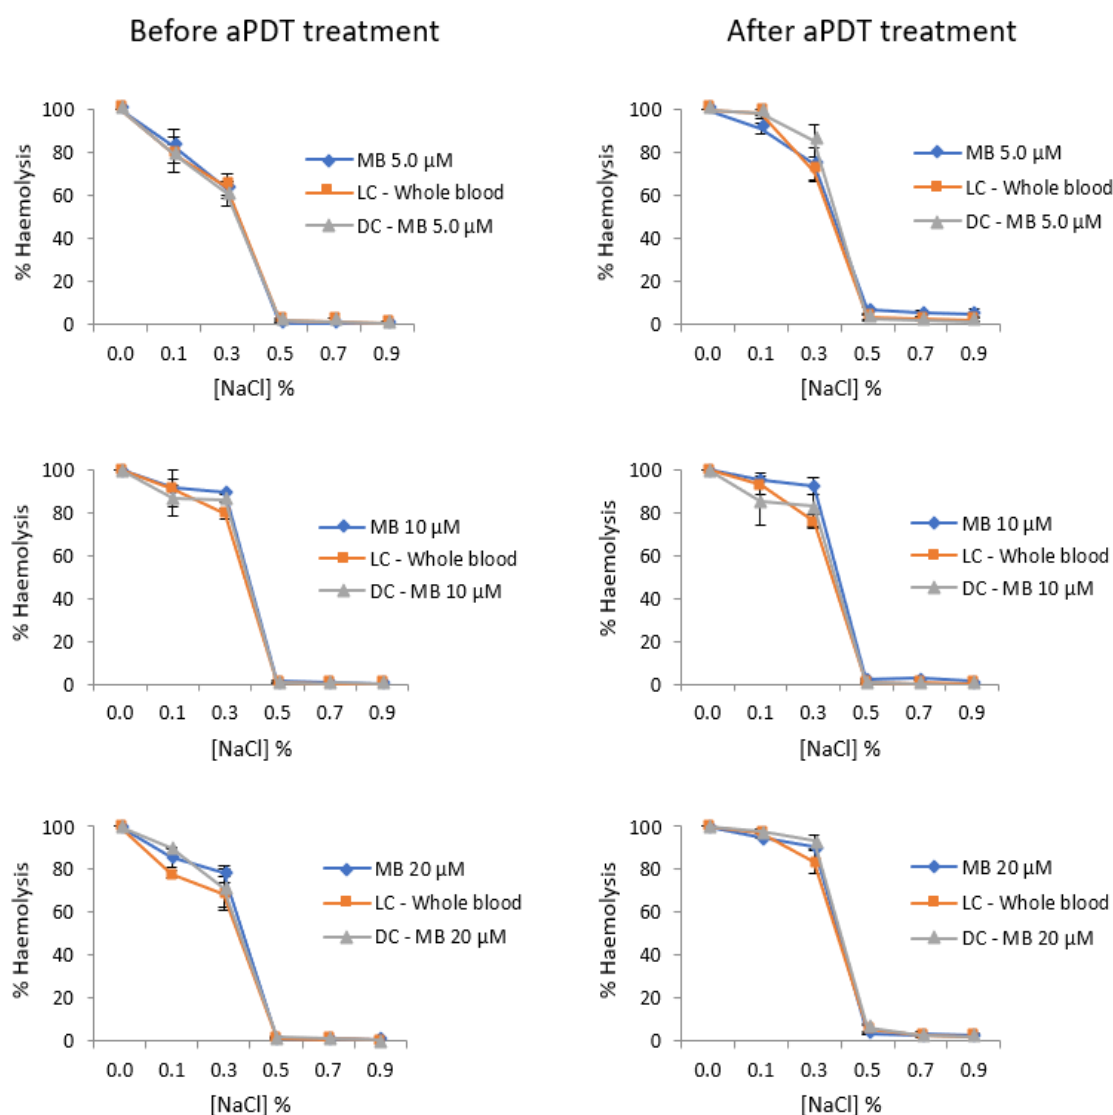 Before aPDT treatment
After aPDT treatment
100
80
60
40
20
0
% Haemolysis
0.0 0.1 0.3 0.5 0.7 0.9
[NaCl] %
MB 5.0 µM
LC - Whole blood
DC - MB 5.0 µM
100
80
60
40
20
0
% Haemolysis
0.0 0.1 0.3 0.5 0.7 0.9
[NaCl] %
MB 5.0 µM
LC - Whole blood
DC - MB 5.0 µM
100
80
60
40
20
0
% Haemolysis
0.0 0.1 0.3 0.5 0.7 0.9
[NaCl] %
MB 10 µM
LC - Whole blood
DC - MB 10 µM
100
80
60
40
20
0
% Haemolysis
0.0 0.1 0.3 0.5 0.7 0.9
[NaCl] %
MB 10 µM
LC - Whole blood
DC - MB 10 µM
100
80
60
40
20
0
% Haemolysis
0.0 0.1 0.3 0.5 0.7 0.9
[NaCl] %
MB 20 µM
LC - Whole blood
DC - MB 20 µM
100
80
60
40
20
0
% Haemolysis
0.0 0.1 0.3 0.5 0.7 0.9
[NaCl] %
MB 20 µM
LC - Whole blood
DC - MB 20 µM